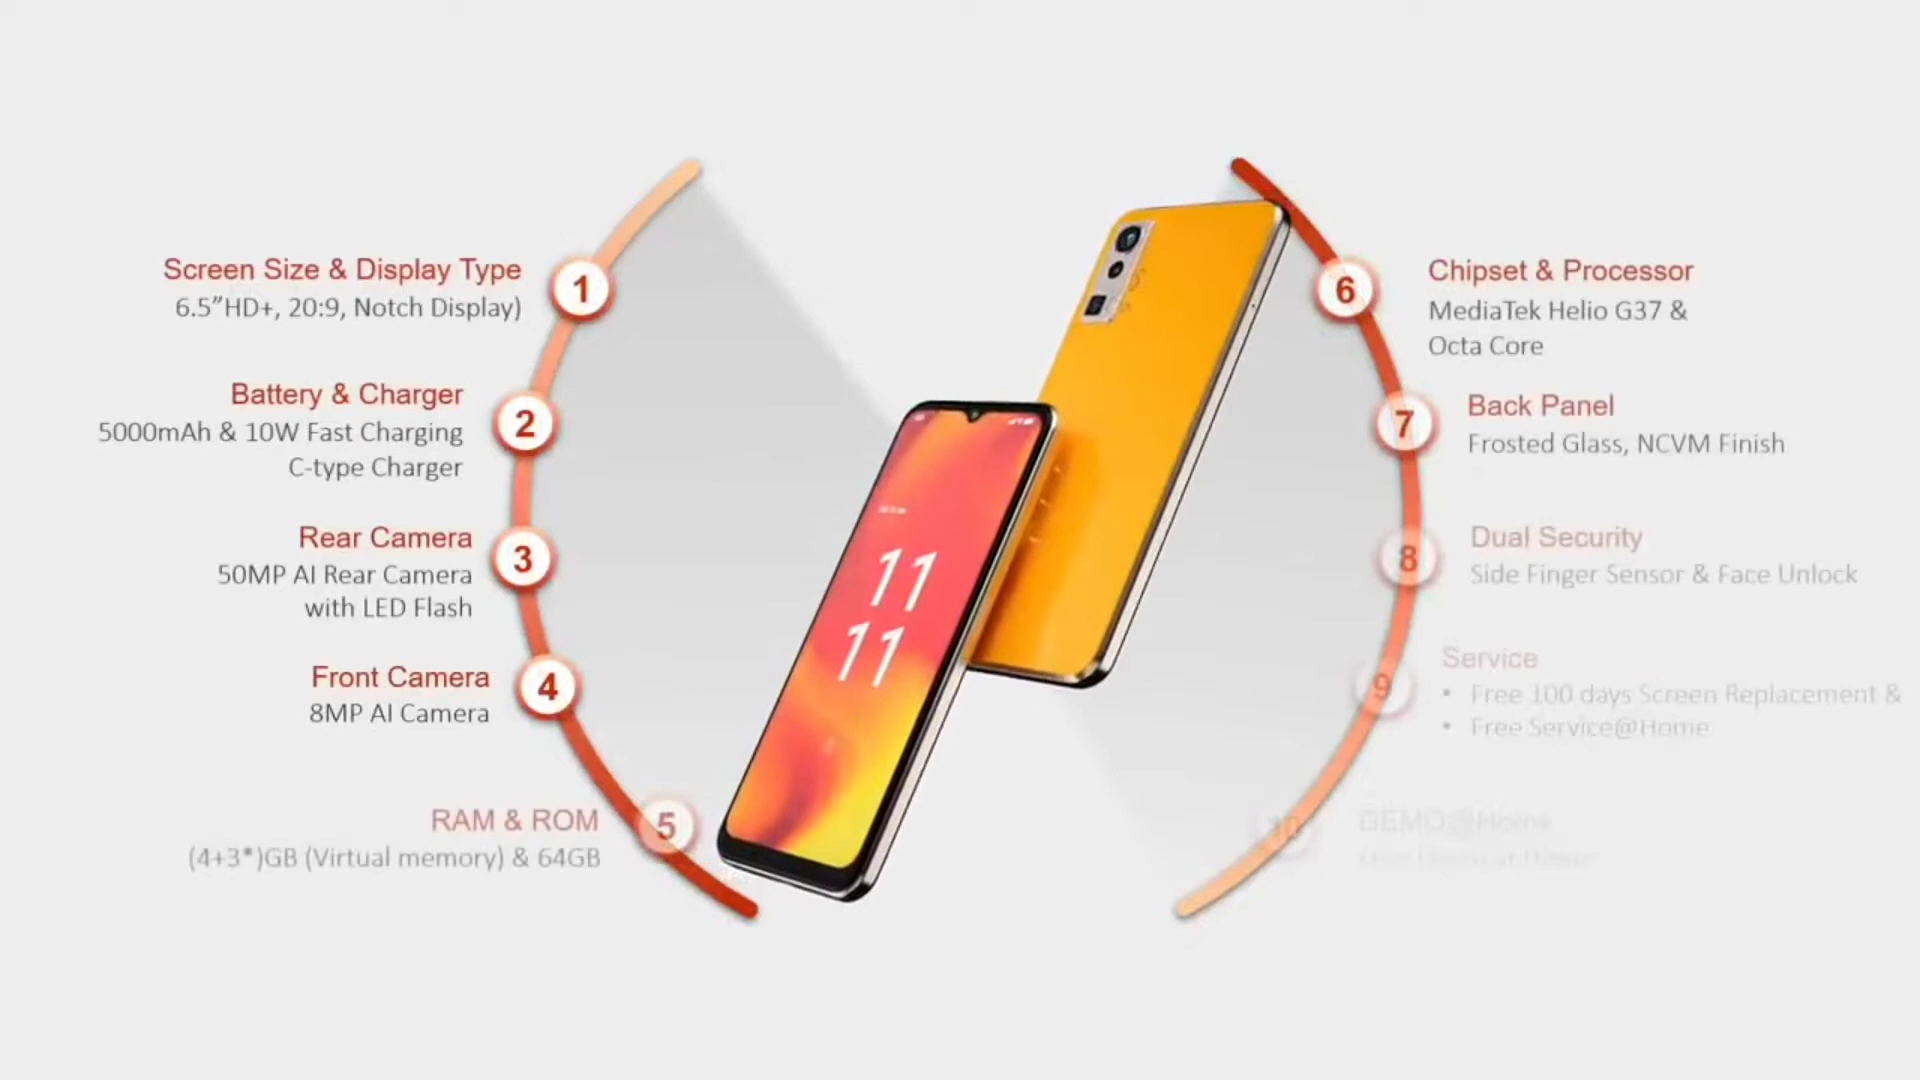 1
Screen Size & Display Type
6.5”HD+, 20:9, Notch Display)
2
Battery & Charger
5000mAh & 10W Fast Charging
C-type Charger
3
Rear Camera
50MP AI Rear Camera
with LED Flash
4
Front Camera
8MP AI Camera
5
RAM & ROM
(4+3*)GB (Virtual memory) & 64GB
11
11
6
Chipset & Processor
MediaTek Helio G37 &
Octa Core
7
Back Panel
Frosted Glass, NCVM Finish
8
Dual Security
Side Finger Sensor & Face Unlock
9
Service
• Free 100 days Screen Replacement &
• Free Service@Home
10
DEMO@Home